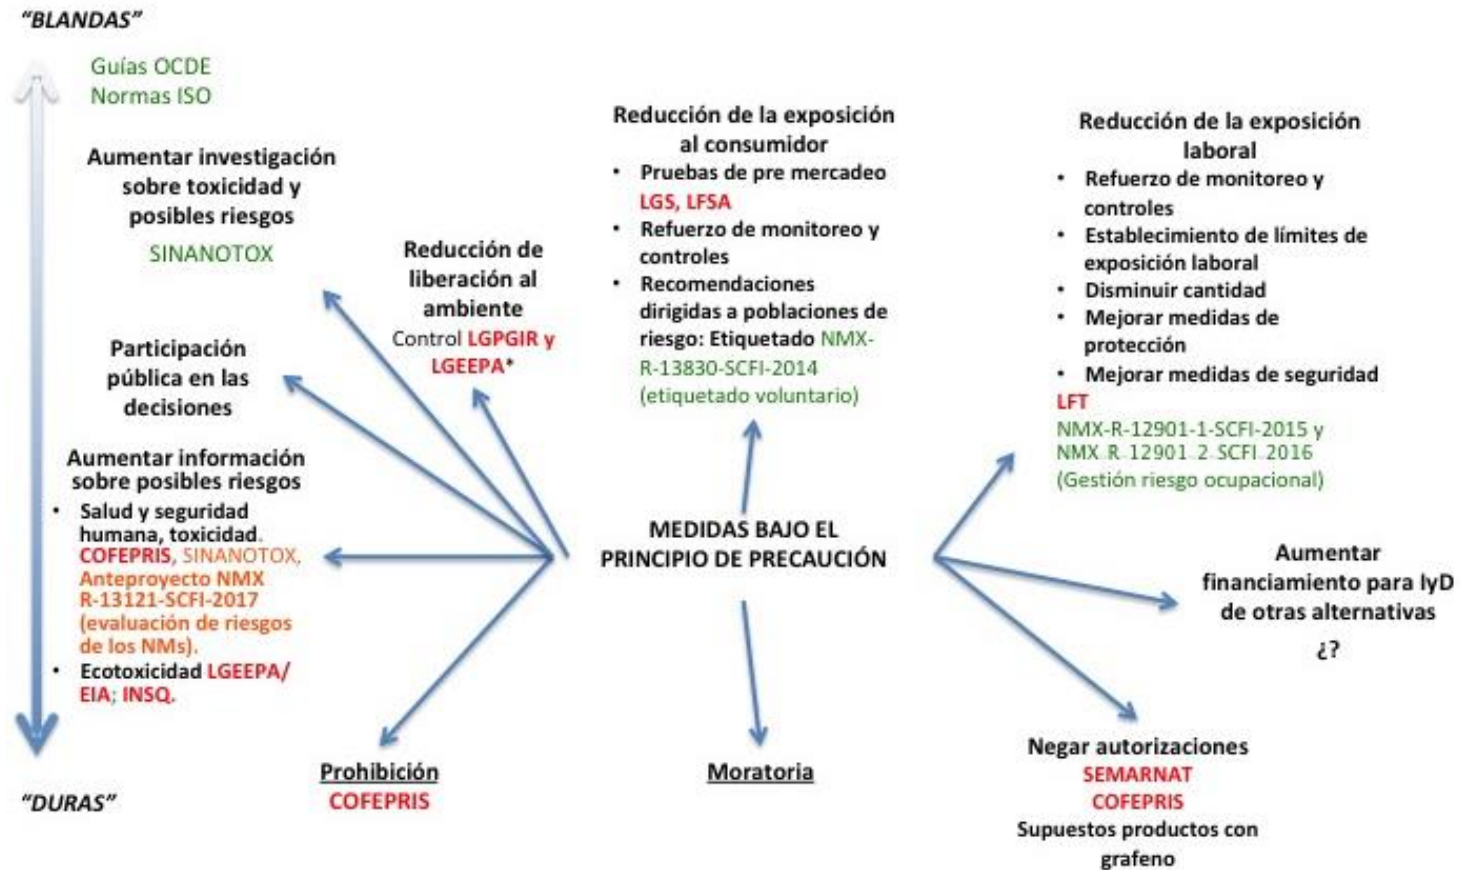 "BLANDAS"
Guías OCDE
Normas ISO
Aumentar investigación
sobre toxicidad y
posibles riesgos
SINANOTOX
Participación
pública en las
decisiones
Aumentar información
sobre posibles riesgos
• Salud y seguridad
humana, toxicidad.
COFEPRIS, SINANOTOX,
Anteproyecto NMX
R-13121-SCFI-2017
(evaluación de riesgos
de los NMs).
• Ecotoxicidad LGEEPA/
EIA; INSQ.
"DURAS"
Reducción de
liberación al
ambiente
Control LGPGIR y
LGEEPA*
Reducción de la exposición
al consumidor
• Pruebas de pre mercadeo
LGS, LFSA
• Refuerzo de monitoreo y
controles
• Recomendaciones
dirigidas a poblaciones de
riesgo: Etiquetado NMX-
R-13830-SCFI-2014
(etiquetado voluntario)
Reducción de la exposición
laboral
• Refuerzo de monitoreo y
controles
• Establecimiento de límites de
exposición laboral
• Disminuir cantidad
• Mejorar medidas de
protección
• Mejorar medidas de seguridad
LFT
NMX-R-12901-1-SCFI-2015 y
NMX-R-12901-2-SCFI-2016
(Gestión riesgo ocupacional)
MEDIDAS BAJO EL
PRINCIPIO DE PRECAUCIÓN
Aumentar
financiamiento para IyD
de otras alternativas
¿?
Prohibición
COFEPRIS
Moratoria
Negar autorizaciones
SEMARNAT
COFEPRIS
Supuestos productos con
grafeno